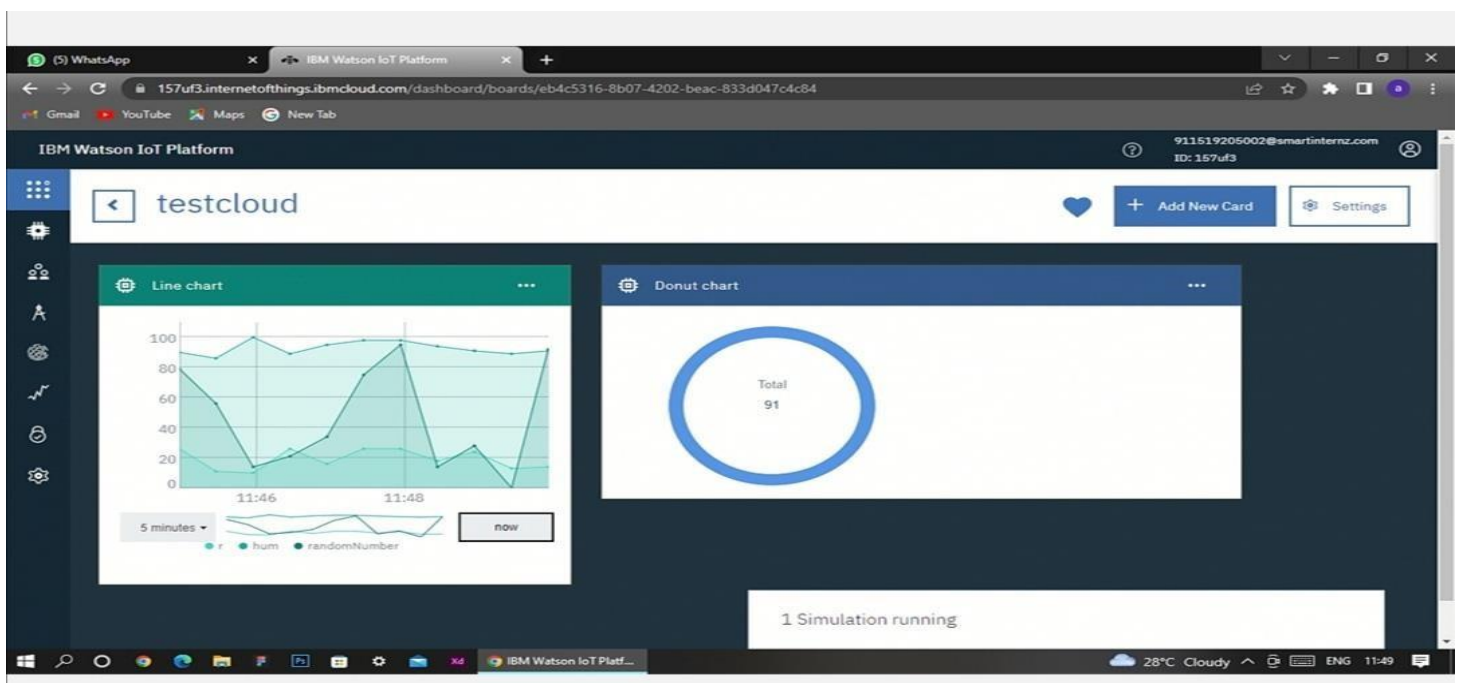 (5) WhatsApp
IBM Watson IoT Platform
157uf3.internetofthings.ibmcloud.com/dashboard/boards/eb4c5316-8b07-4202-beac-833d047c4c84
Gmail YouTube Maps New Tab
IBM Watson IoT Platform
911519205002@smartinternz.com
ID: 157uf3
testcloud
+ Add New Card
Settings
Line chart
Donut chart
100
80
60
40
20
0
11:46 11:48
Total
91
5 minutes
now
r hum randomNumber
1 Simulation running
IBM Watson IoT Platf...
28°C Cloudy
ENG 11:49